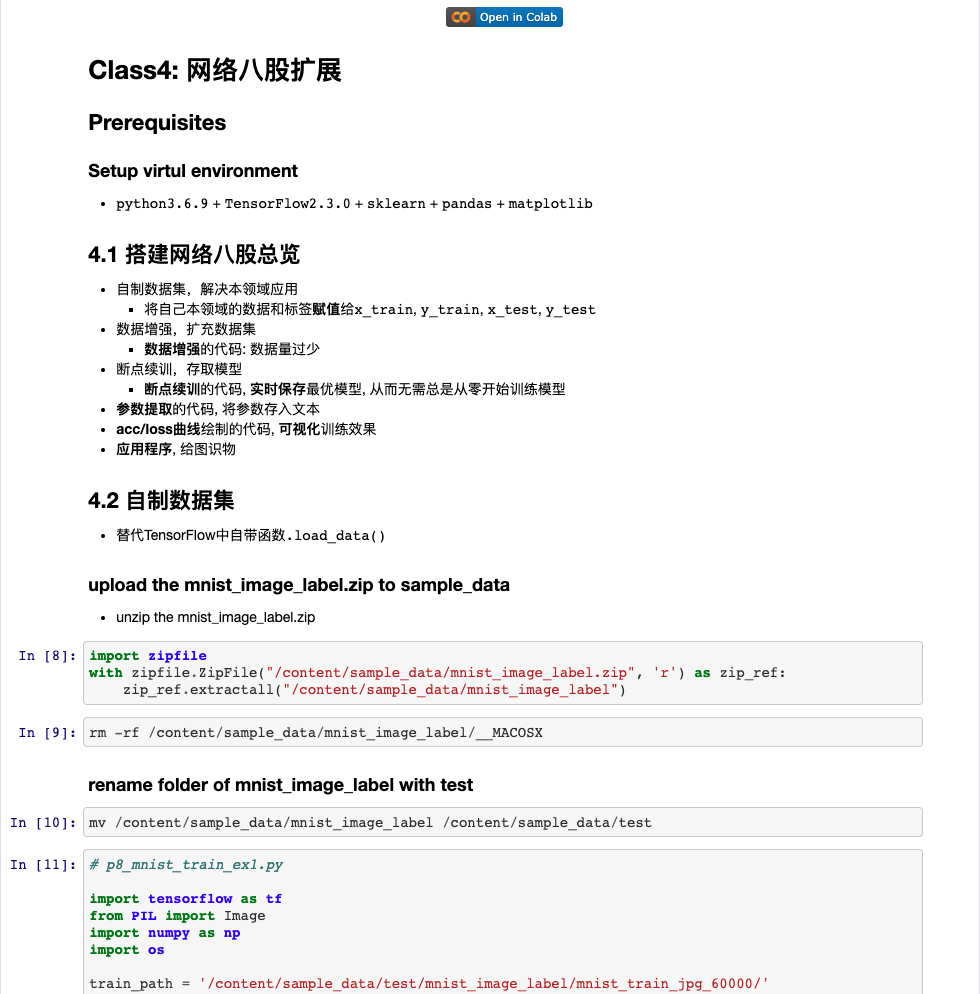 Open in Colab
Class4: 网络八股扩展
Prerequisites
Setup virtul environment
• python3.6.9 + TensorFlow2.3.0 + sklearn + pandas + matplotlib
4.1 搭建网络八股总览
• 自制数据集，解决本领域应用
▪ 将自己本领域的数据和标签赋值给x_train, y_train, x_test, y_test
• 数据增强，扩充数据集
▪ 数据增强的代码: 数据量过少
• 断点续训，存取模型
▪ 断点续训的代码, 实时保存最优模型, 从而无需总是从零开始训练模型
• 参数提取的代码, 将参数存入文本
• acc/loss曲线绘制的代码, 可视化训练效果
• 应用程序, 给图识物
4.2 自制数据集
• 替代TensorFlow中自带函数.load_data()
upload the mnist_image_label.zip to sample_data
• unzip the mnist_image_label.zip
In [8]: import zipfile
with zipfile.ZipFile("/content/sample_data/mnist_image_label.zip", 'r') as zip_ref:
    zip_ref.extractall("/content/sample_data/mnist_image_label")
In [9]: rm -rf /content/sample_data/mnist_image_label/__MACOSX
rename folder of mnist_image_label with test
In [10]: mv /content/sample_data/mnist_image_label /content/sample_data/test
In [11]: # p8_mnist_train_ex1.py
import tensorflow as tf
from PIL import Image
import numpy as np
import os
train_path = '/content/sample_data/test/mnist_image_label/mnist_train_jpg_60000/'